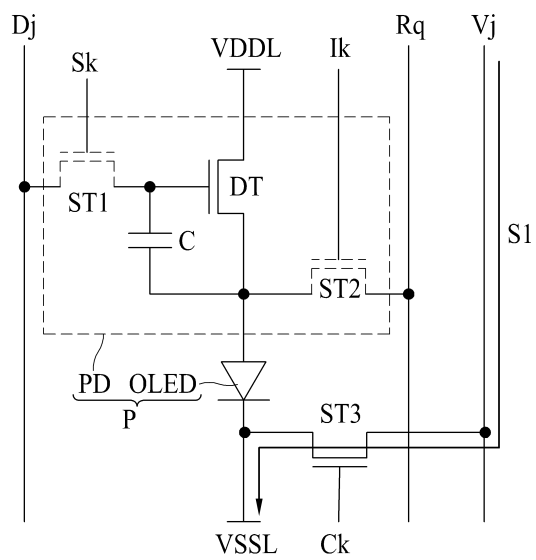 Dj
Sk
VDDL
Ik
Rq
Vj
ST1
DT
C
ST2
S1
PD
OLED
P
ST3
VSSL
Ck